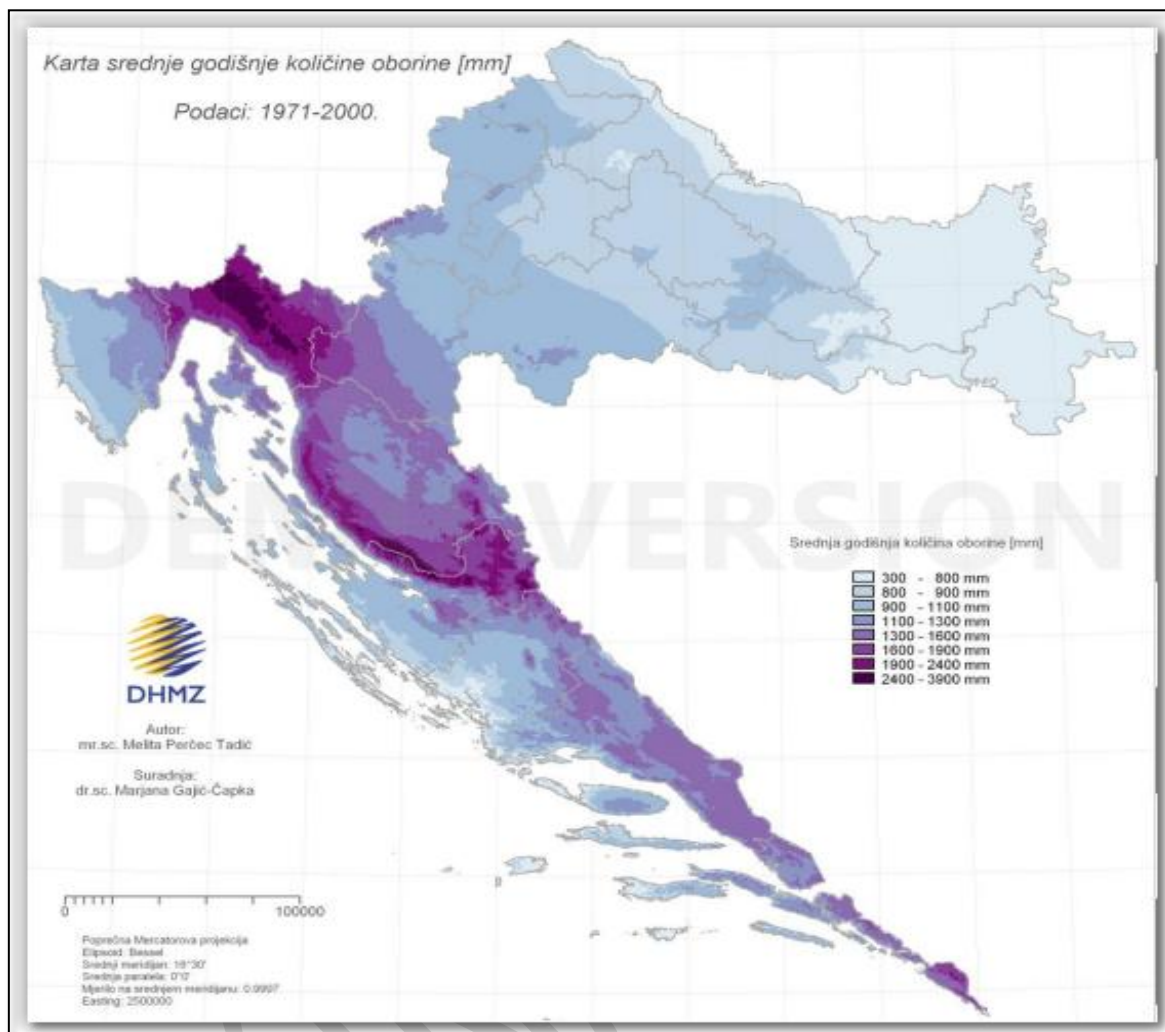 Karta srednje godišnje količine oborine [mm]
Podaci: 1971-2000.
DEMO VERSION
Srednja godišnja količina oborine [mm]
300 - 800 mm
800 - 900 mm
900 - 1100 mm
1100 - 1300 mm
1300 - 1600 mm
1600 - 1900 mm
1900 - 2400 mm
2400 - 3900 mm
DHMZ
Autor:
mr.sc. Melita Perčec Tadić
Suradnja:
dr.sc. Marjana Gajić-Čapka
0 100000
Poprečna Mercatorova projekcija
Elipsoid: Bessel
Srednji meridijan: 16°30'
Srednja paralela: 0°0'
Mjerilo na srednjem meridijanu: 0.9997
Easting: 2500000